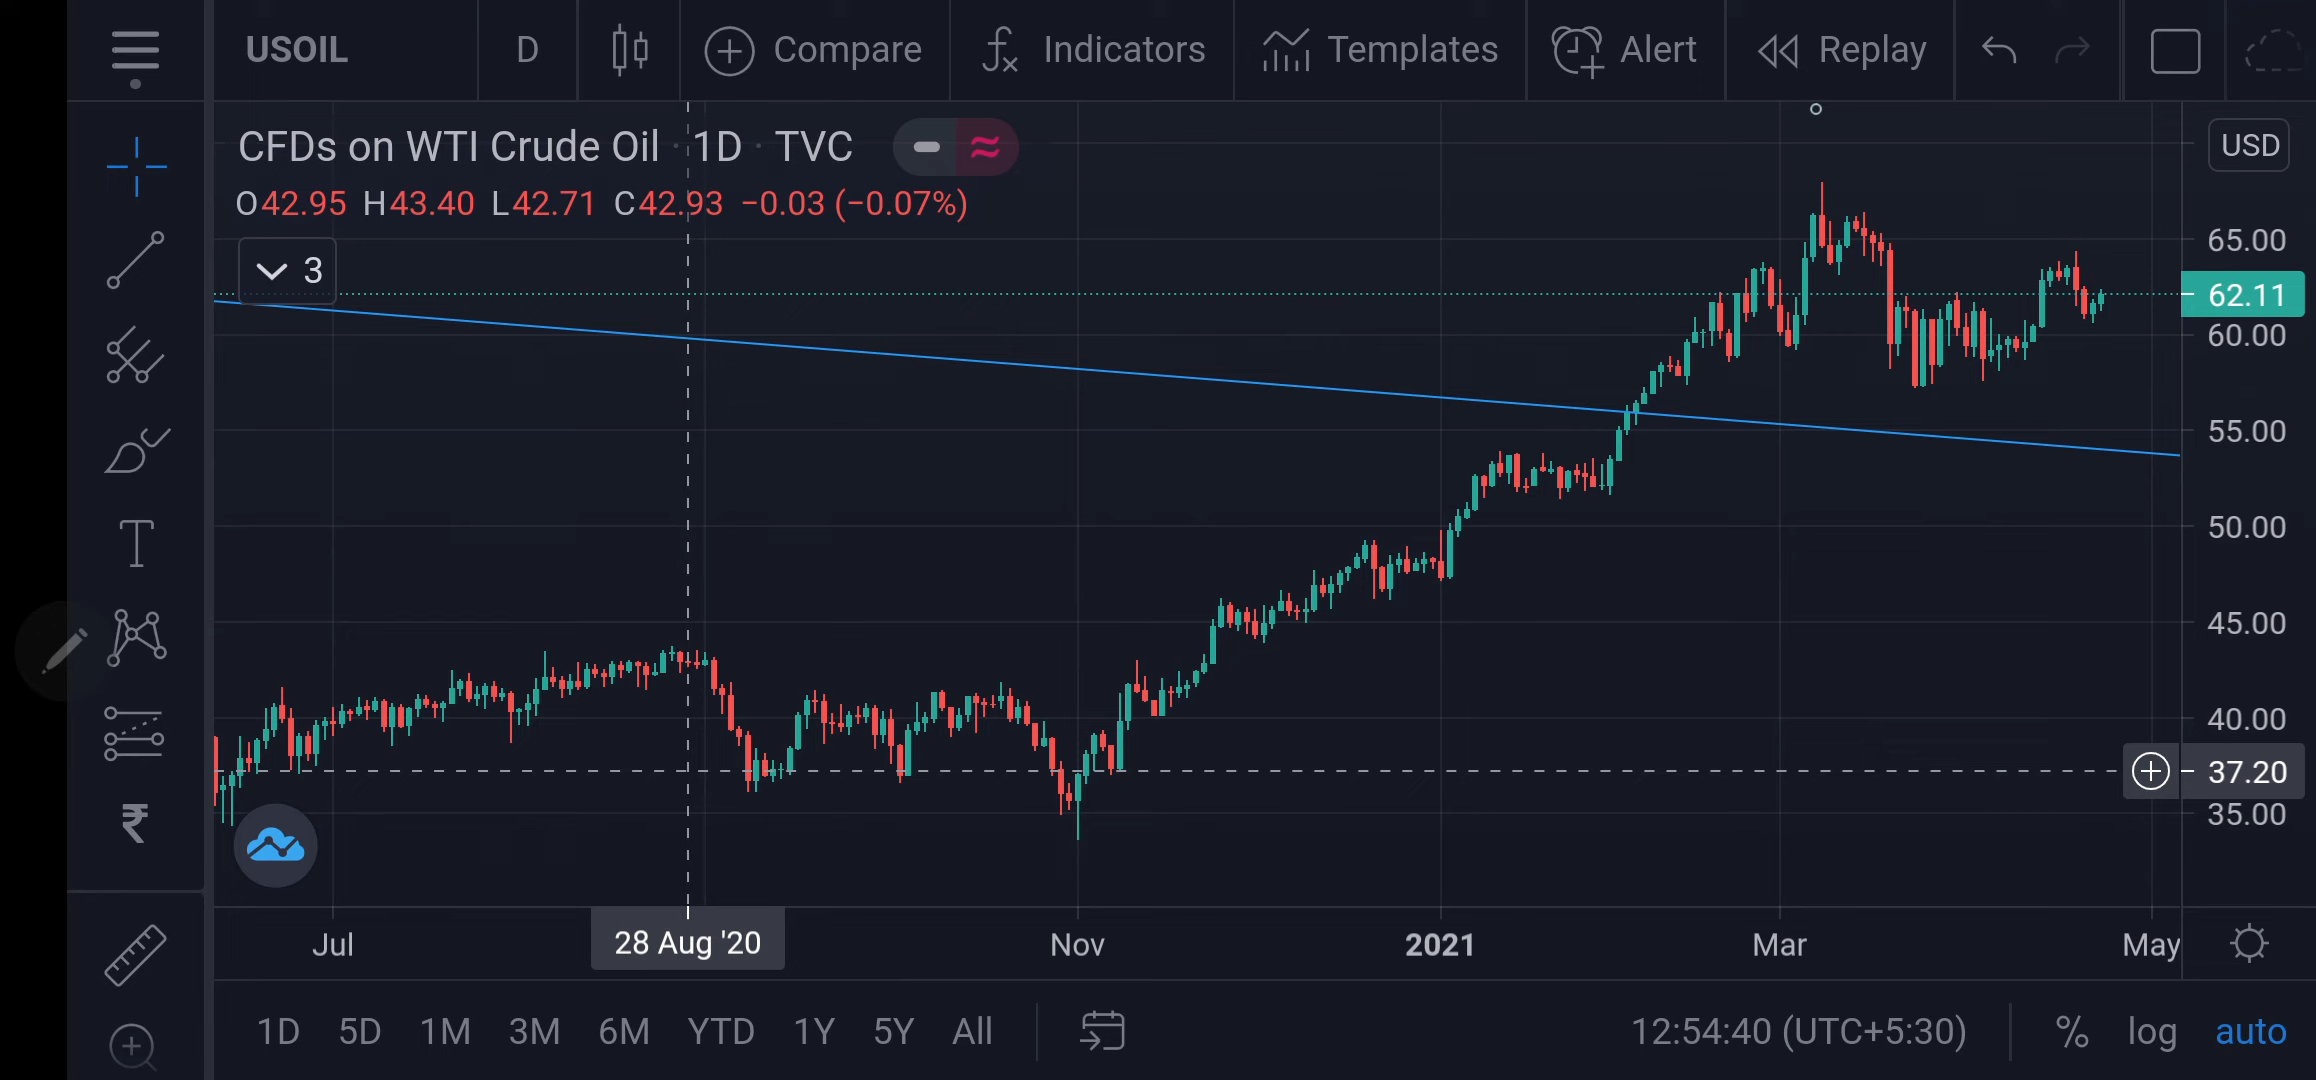 USOIL D Compare Indicators Templates Alert Replay
CFDs on WTI Crude Oil · 1D · TVC
USD
O42.95 H43.40 L42.71 C42.93 −0.03 (−0.07%)
3
65.00
62.11
60.00
55.00
50.00
45.00
40.00
37.20
35.00
Jul 28 Aug '20 Nov 2021 Mar May
1D 5D 1M 3M 6M YTD 1Y 5Y All 12:54:40 (UTC+5:30) % log auto